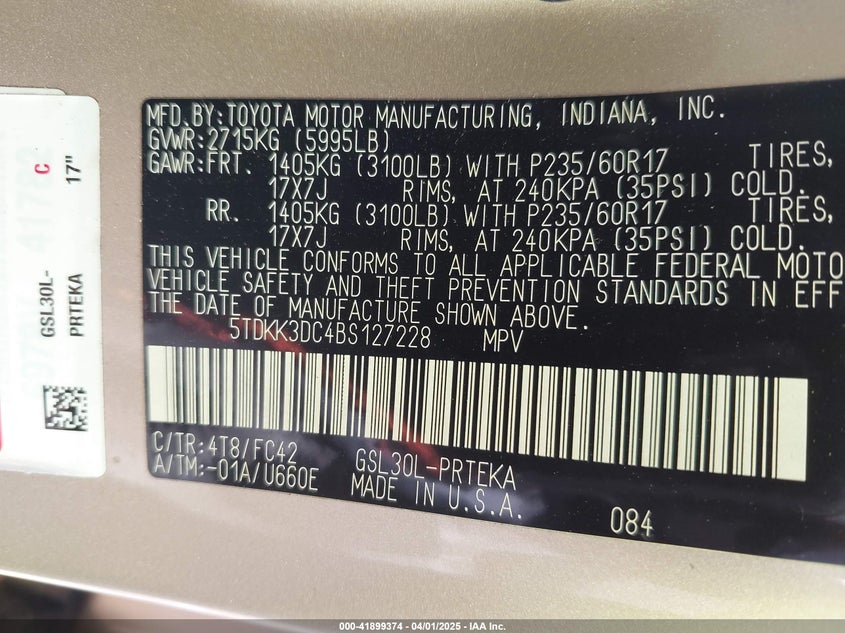 MFD.BY:TOYOTA MOTOR MANUFACTURING, INDIANA, INC.
GVWR:2715KG (5995LB)
GAWR:FRT. 1405KG (3100LB) WITH P235/60R17 TIRES,
17X7J RIMS, AT 240KPA (35PSI) COLD.
RR. 1405KG (3100LB) WITH P235/60R17 TIRES,
17X7J RIMS, AT 240KPA (35PSI) COLD.
THIS VEHICLE CONFORMS TO ALL APPLICABLE FEDERAL MOTO
VEHICLE SAFETY AND THEFT PREVENTION STANDARDS IN EFF
THE DATE OF MANUFACTURE SHOWN ABOVE.
5TDKK3DC4BS127228 MPV
C/TR:4T8/FC42 GSL30L-PRTEKA
A/TM:-01A/U660E MADE IN U.S.A.
084
C
17"
GSL30L-
PRTEKA
000-41899374 | 04/01/2025 - IAA Inc.